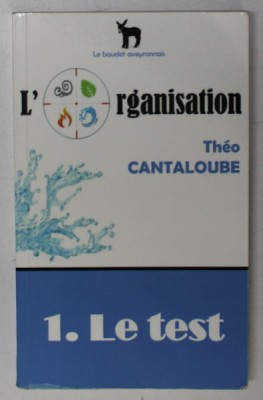 Le baudet aveyronnais
L'Organisation
Théo
CANTALOUBE
1. Le test